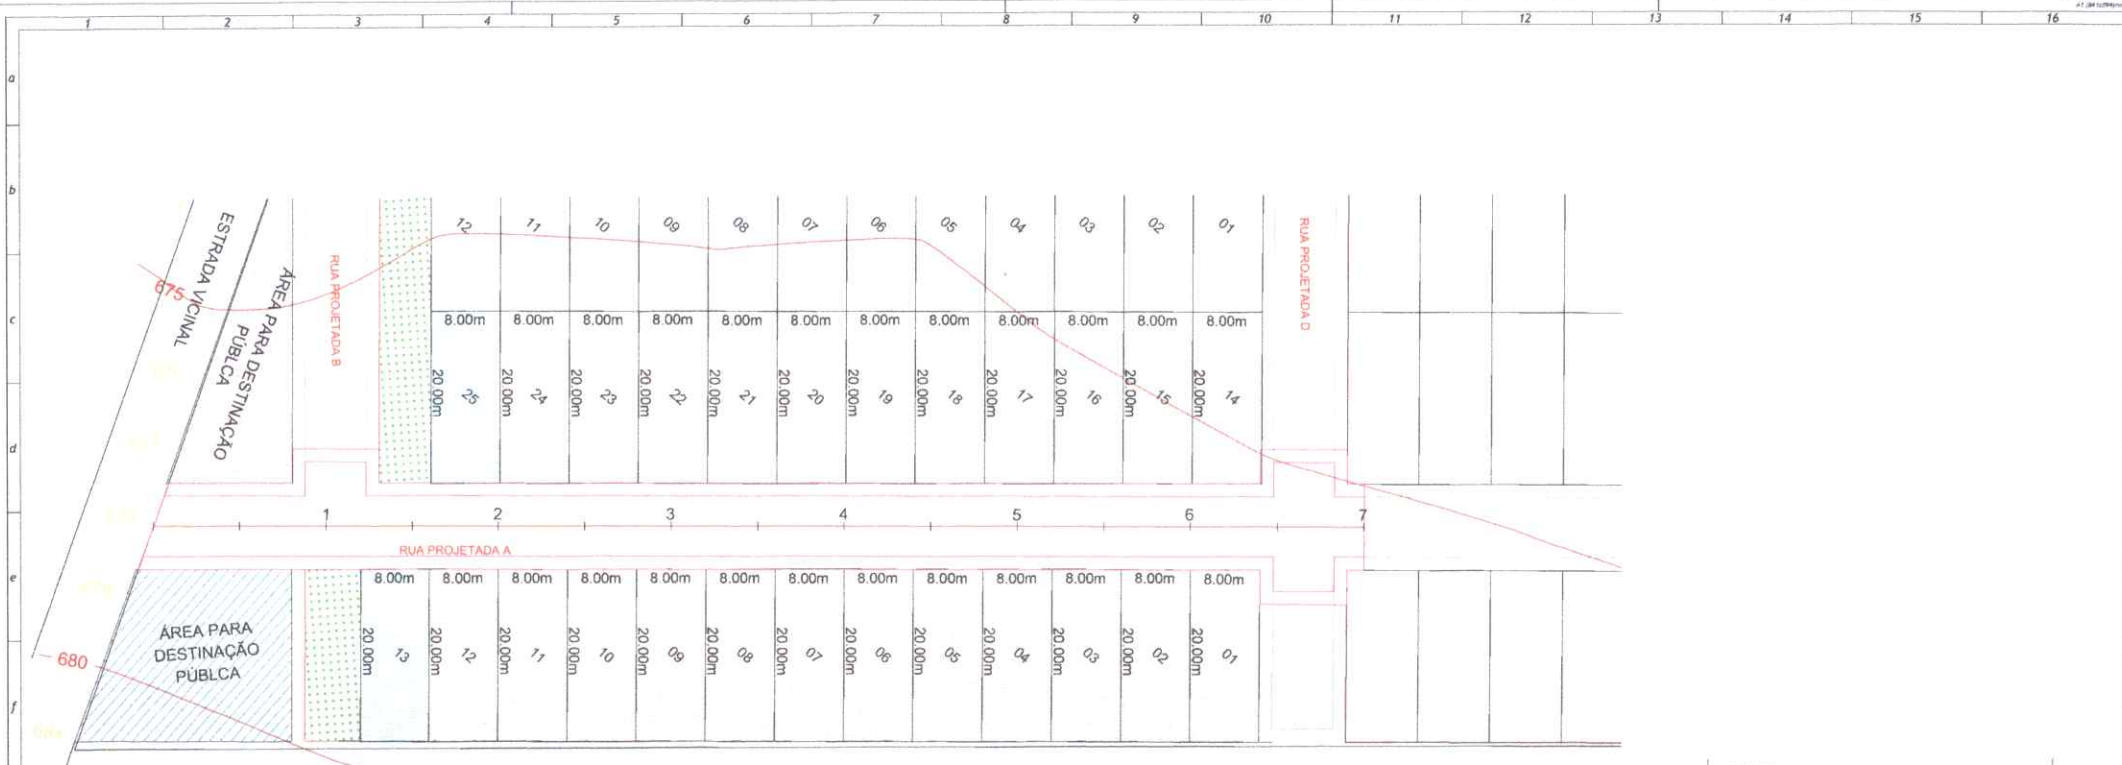 1 2 3 4 5 6 7 8 9 10 11 12 13 14 15 16
a
b
c
d
e
f
ESTRADA VICINAL
ÁREA PARA DESTINAÇÃO
PÚBLCA
RUA PROJETADA B
RUA PROJETADA D
675
12 11 10 09 08 07 06 05 04 03 02 01
8.00m 8.00m 8.00m 8.00m 8.00m 8.00m 8.00m 8.00m 8.00m 8.00m 8.00m 8.00m
20.00m 20.00m 20.00m 20.00m 20.00m 20.00m 20.00m 20.00m 20.00m 20.00m 20.00m 20.00m
25 24 23 22 21 20 19 18 17 16 15 14
1 2 3 4 5 6 7
RUA PROJETADA A
8.00m 8.00m 8.00m 8.00m 8.00m 8.00m 8.00m 8.00m 8.00m 8.00m 8.00m 8.00m 8.00m
ÁREA PARA
DESTINAÇÃO
PÚBLCA
20.00m 20.00m 20.00m 20.00m 20.00m 20.00m 20.00m 20.00m 20.00m 20.00m 20.00m 20.00m 20.00m
13 12 11 10 09 08 07 06 05 04 03 02 01
680